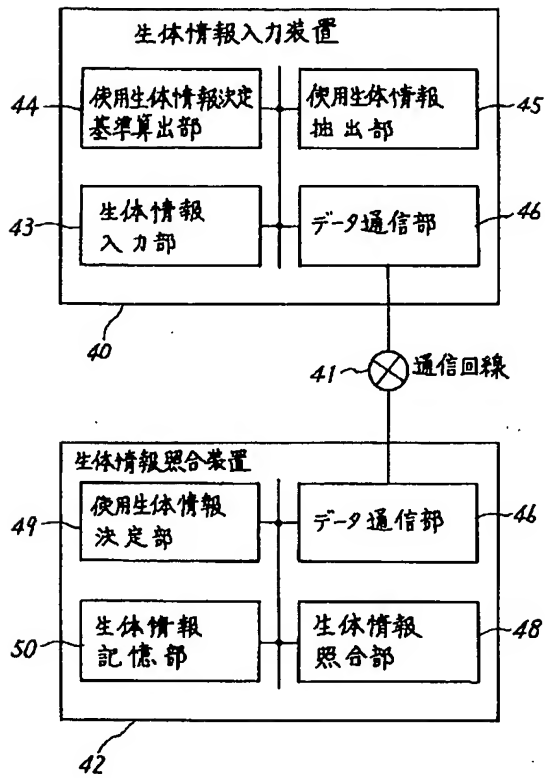 生体情報入力装置
44
使用生体情報決定
基準算出部
使用生体情報
抽出部
45
43
生体情報
入力部
データ通信部
46
40
41
通信回線
生体情報照合装置
49
使用生体情報
決定部
データ通信部
46
50
生体情報
記憶部
生体情報
照合部
48
42